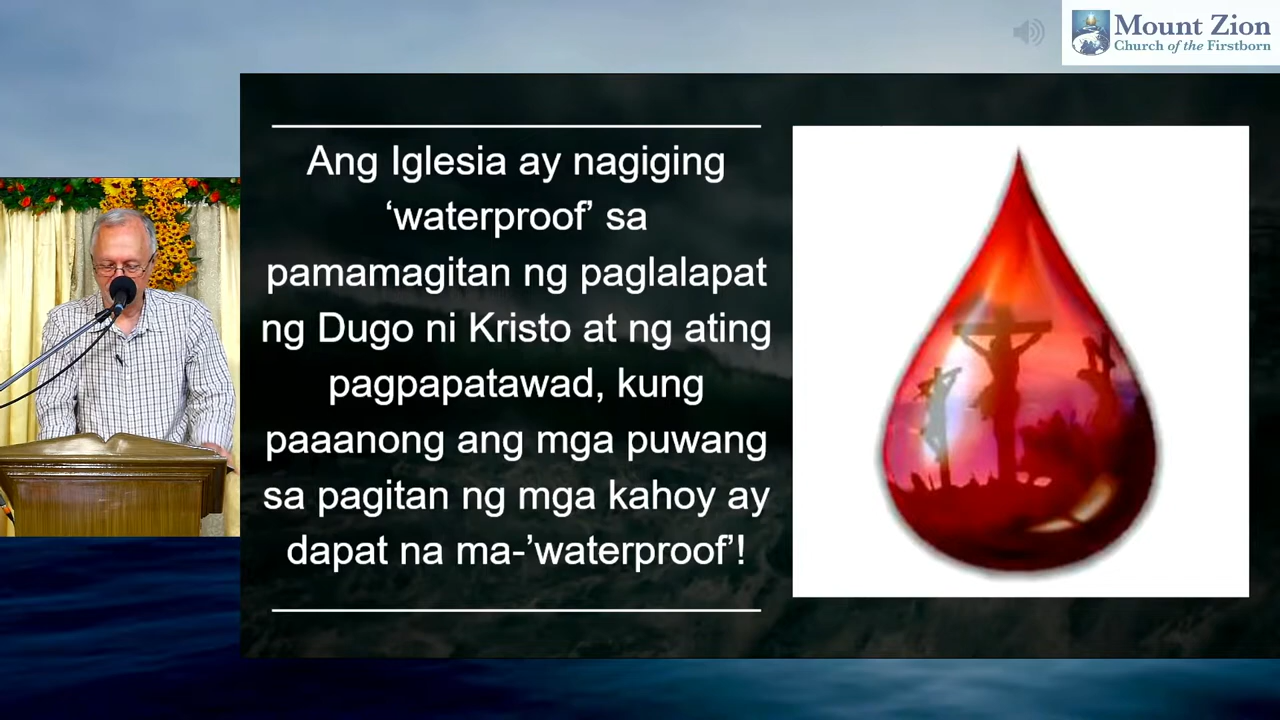 Mount Zion
Church of the Firstborn
Ang Iglesia ay nagiging
‘waterproof’ sa
pamamagitan ng paglalapat
ng Dugo ni Kristo at ng ating
pagpapatawad, kung
paaanong ang mga puwang
sa pagitan ng mga kahoy ay
dapat na ma-’waterproof’!